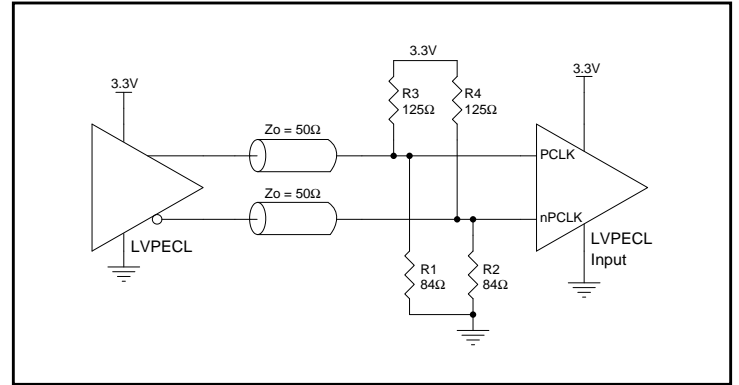 3.3V
3.3V
3.3V
R3
125Ω
R4
125Ω
Zo = 50Ω
PCLK
Zo = 50Ω
nPCLK
LVPECL
LVPECL
Input
R1
84Ω
R2
84Ω